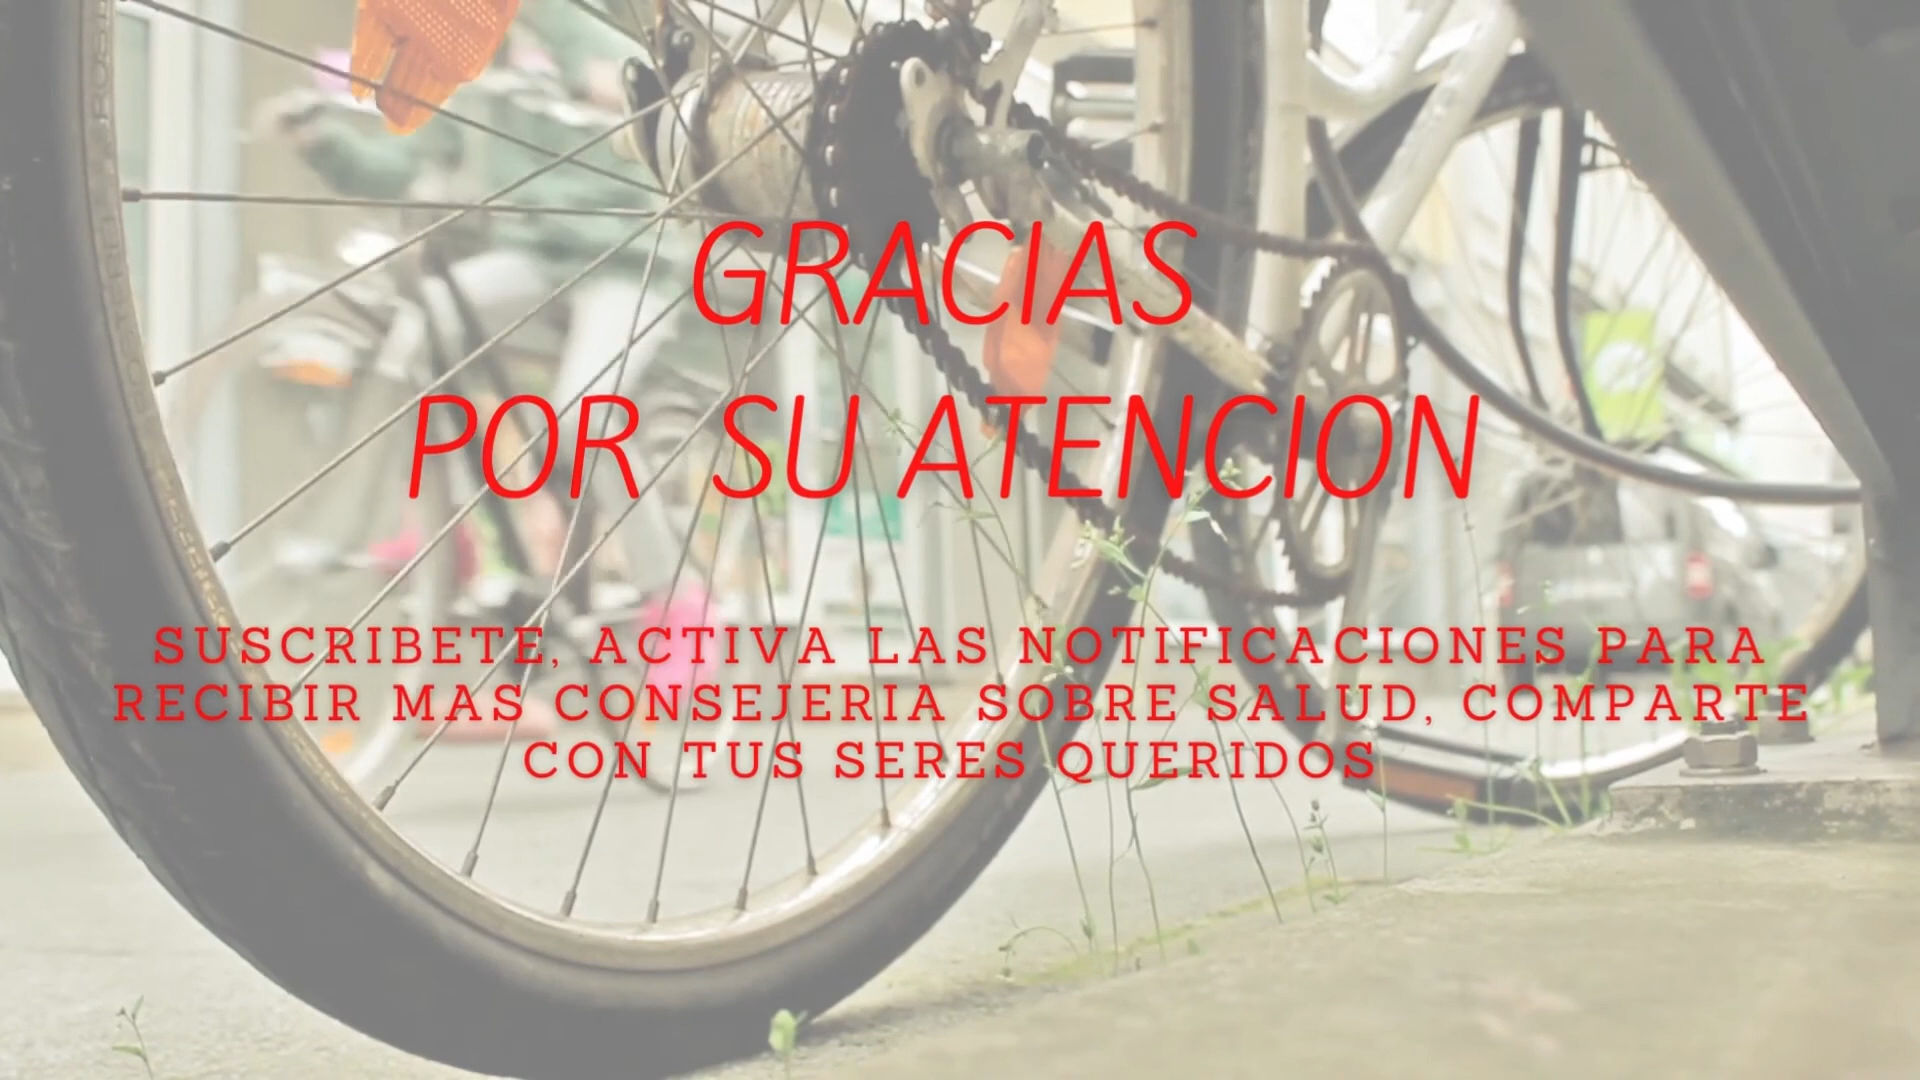 GRACIAS
POR SU ATENCION
SUSCRIBETE, ACTIVA LAS NOTIFICACIONES PARA
RECIBIR MAS CONSEJERIA SOBRE SALUD, COMPARTE
CON TUS SERES QUERIDOS